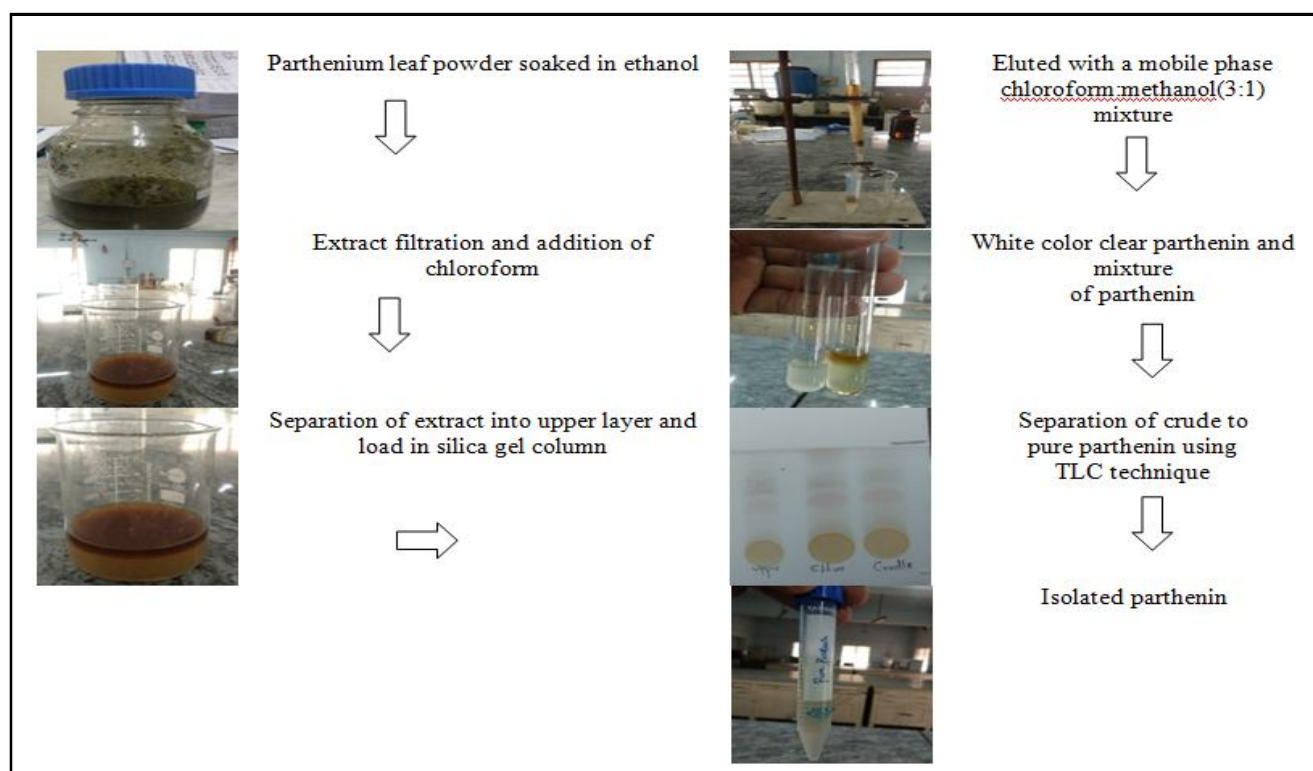 Parthenium leaf powder soaked in ethanol
Extract filtration and addition of
chloroform
Separation of extract into upper layer and
load in silica gel column
Eluted with a mobile phase
chloroform:methanol(3:1)
mixture
White color clear parthenin and
mixture
of parthenin
Separation of crude to
pure parthenin using
TLC technique
upper
Isolated parthenin